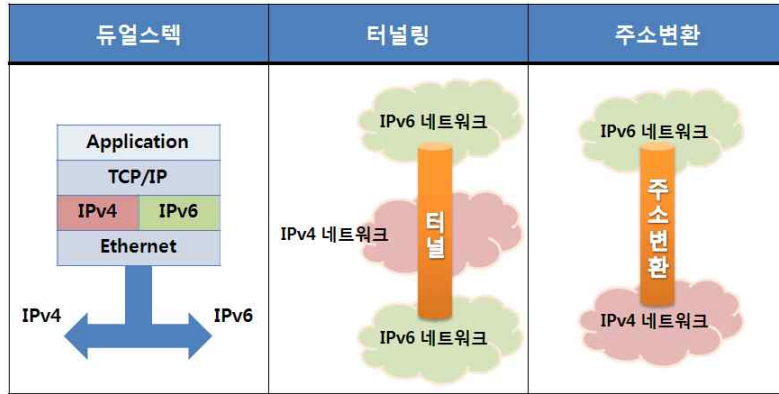 듀얼스텍
터널링
주소변환
Application
TCP/IP
IPv4
IPv6
Ethernet
IPv4
IPv6
IPv6 네트워크
IPv4 네트워크
터널
IPv6 네트워크
IPv6 네트워크
주소변환
IPv4 네트워크